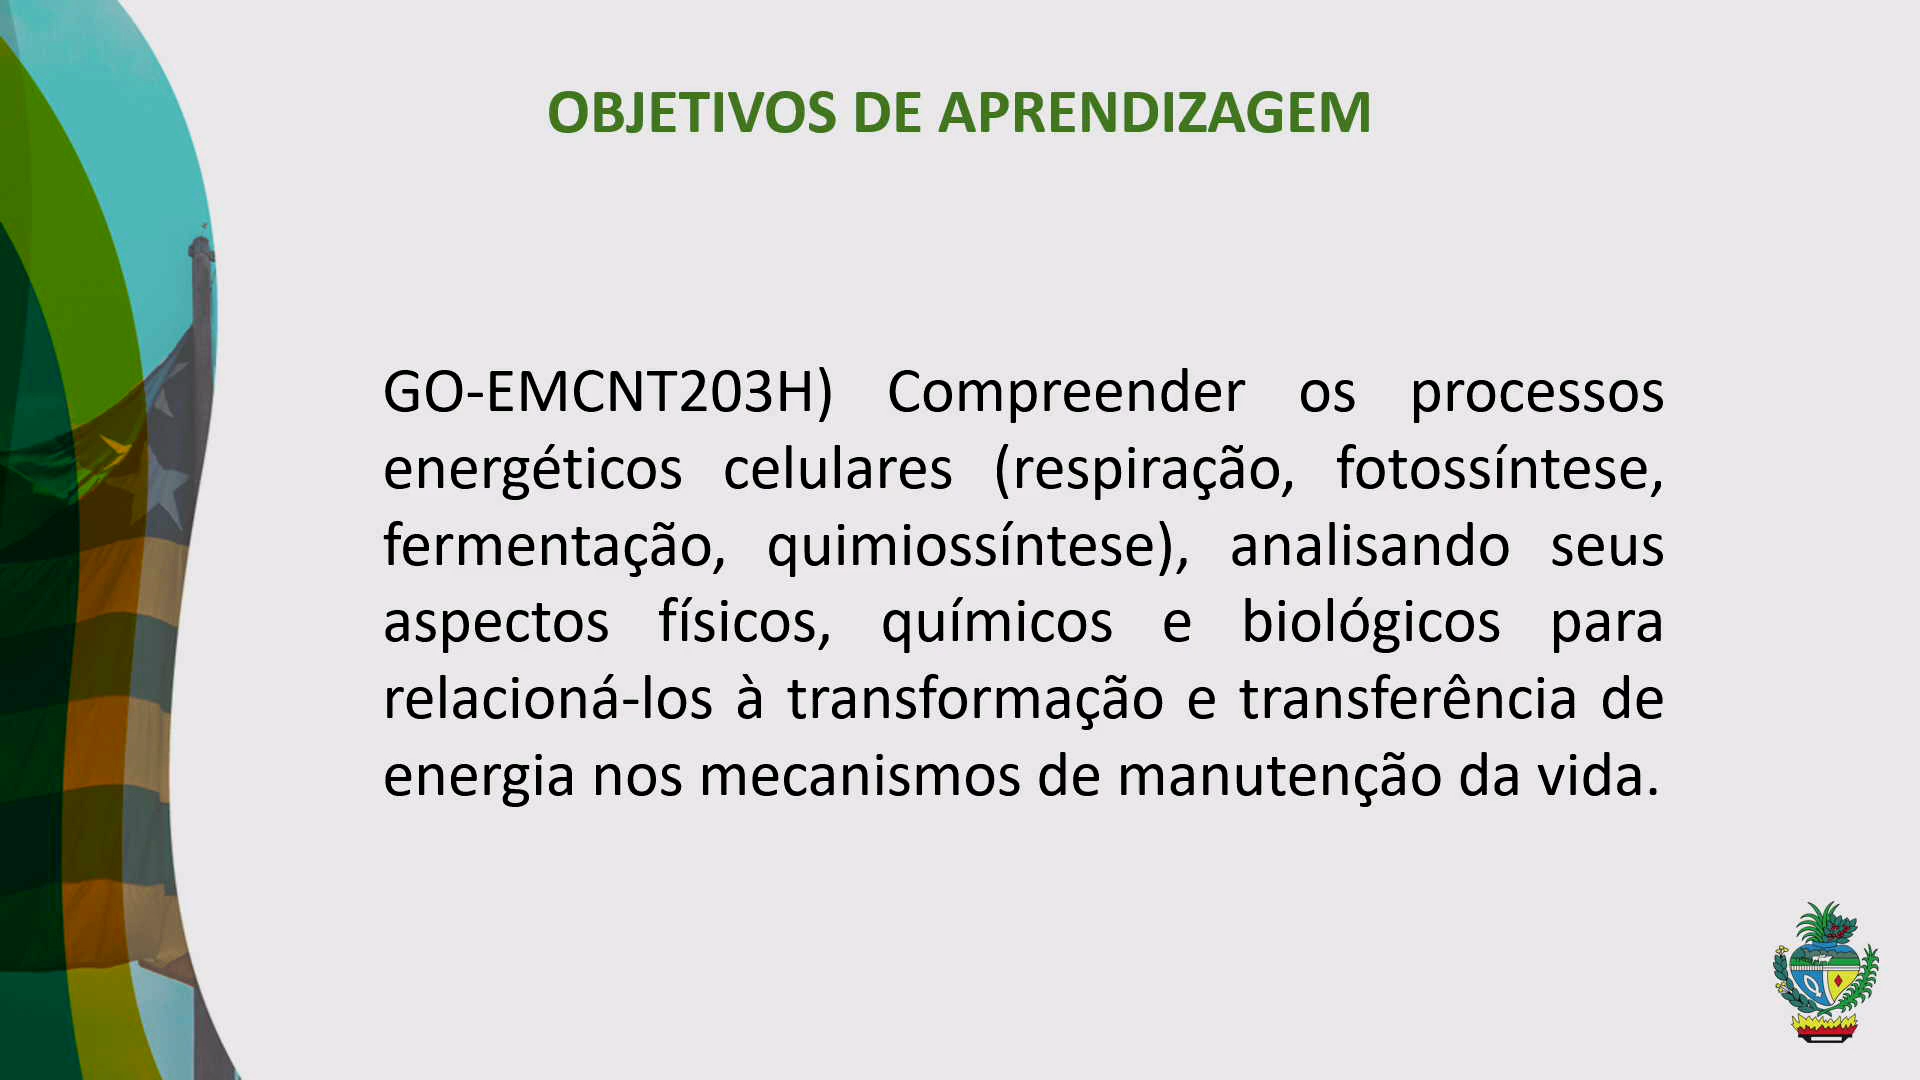 OBJETIVOS DE APRENDIZAGEM
GO-EMCNT203H) Compreender os processos
energéticos celulares (respiração, fotossíntese,
fermentação, quimiossíntese), analisando seus
aspectos físicos, químicos e biológicos para
relacioná-los à transformação e transferência de
energia nos mecanismos de manutenção da vida.